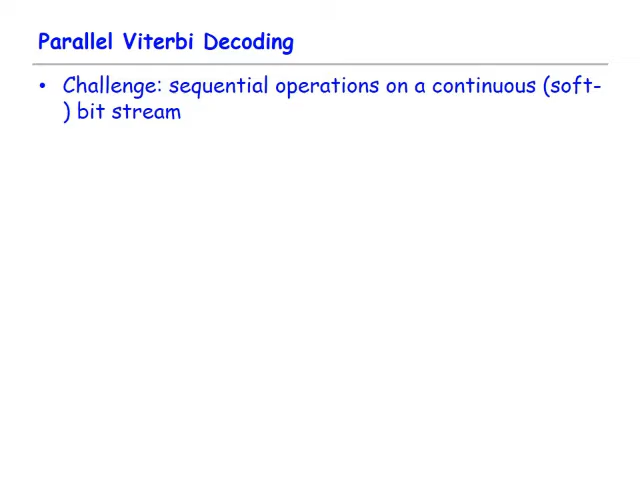 Parallel Viterbi Decoding
• Challenge: sequential operations on a continuous (soft-
) bit stream